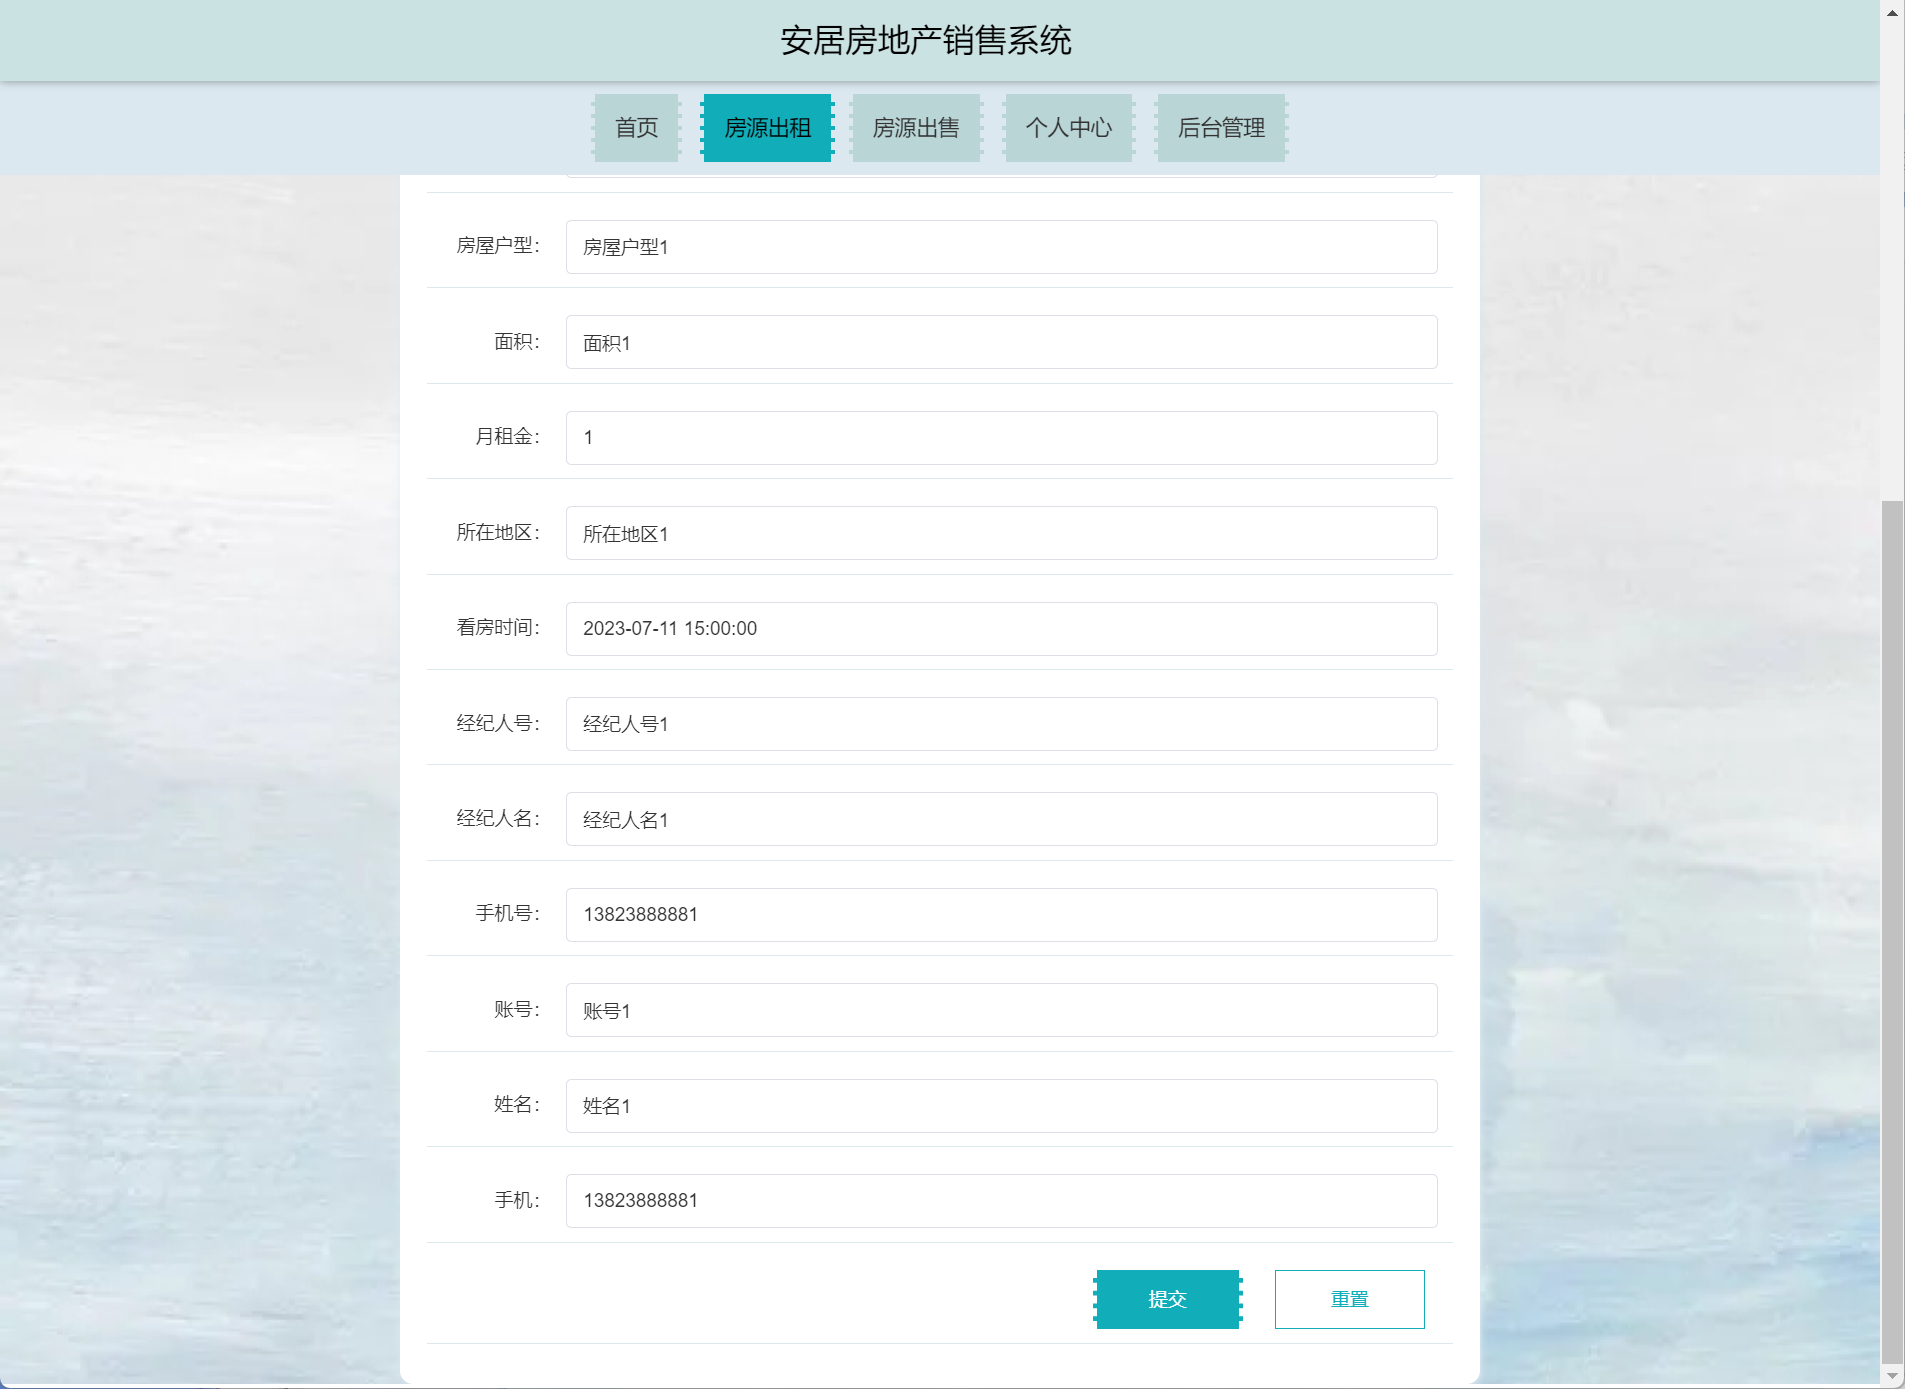 安居房地产销售系统
首页 房源出租 房源出售 个人中心 后台管理
房屋户型： 房屋户型1
面积： 面积1
月租金： 1
所在地区： 所在地区1
看房时间： 2023-07-11 15:00:00
经纪人号： 经纪人号1
经纪人名： 经纪人名1
手机号： 13823888881
账号： 账号1
姓名： 姓名1
手机： 13823888881
提交 重置